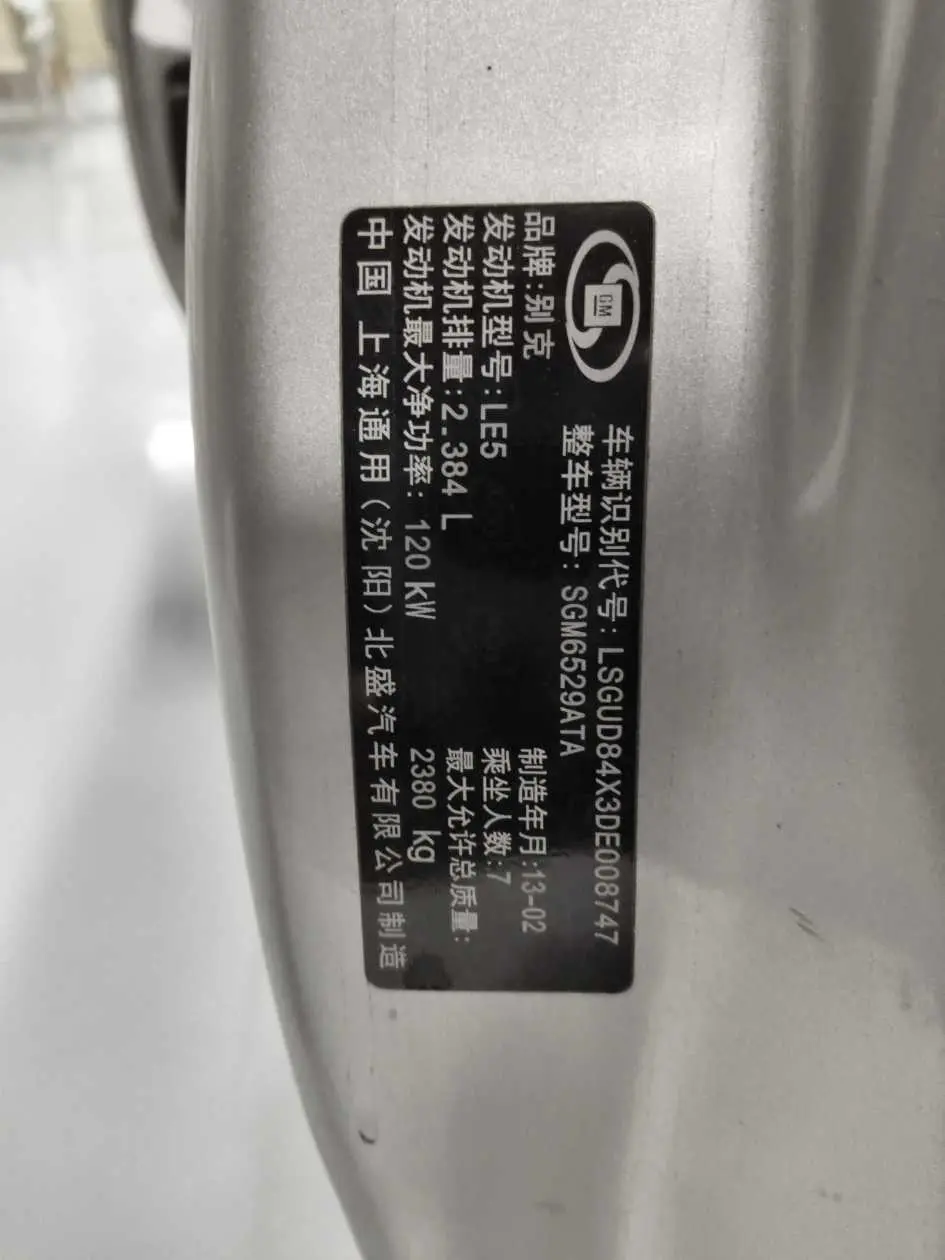 GM
车辆识别代号: LSGUD84X3DE008747
整车型号: SGM6529ATA
品牌:别克
制造年月:13-02
发动机型号:LE5
乘坐人数:7
发动机排量:2.384 L
最大允许总质量:
发动机最大净功率: 120 kW
2380 kg
中国 上海通用(沈阳)北盛汽车有限公司制造